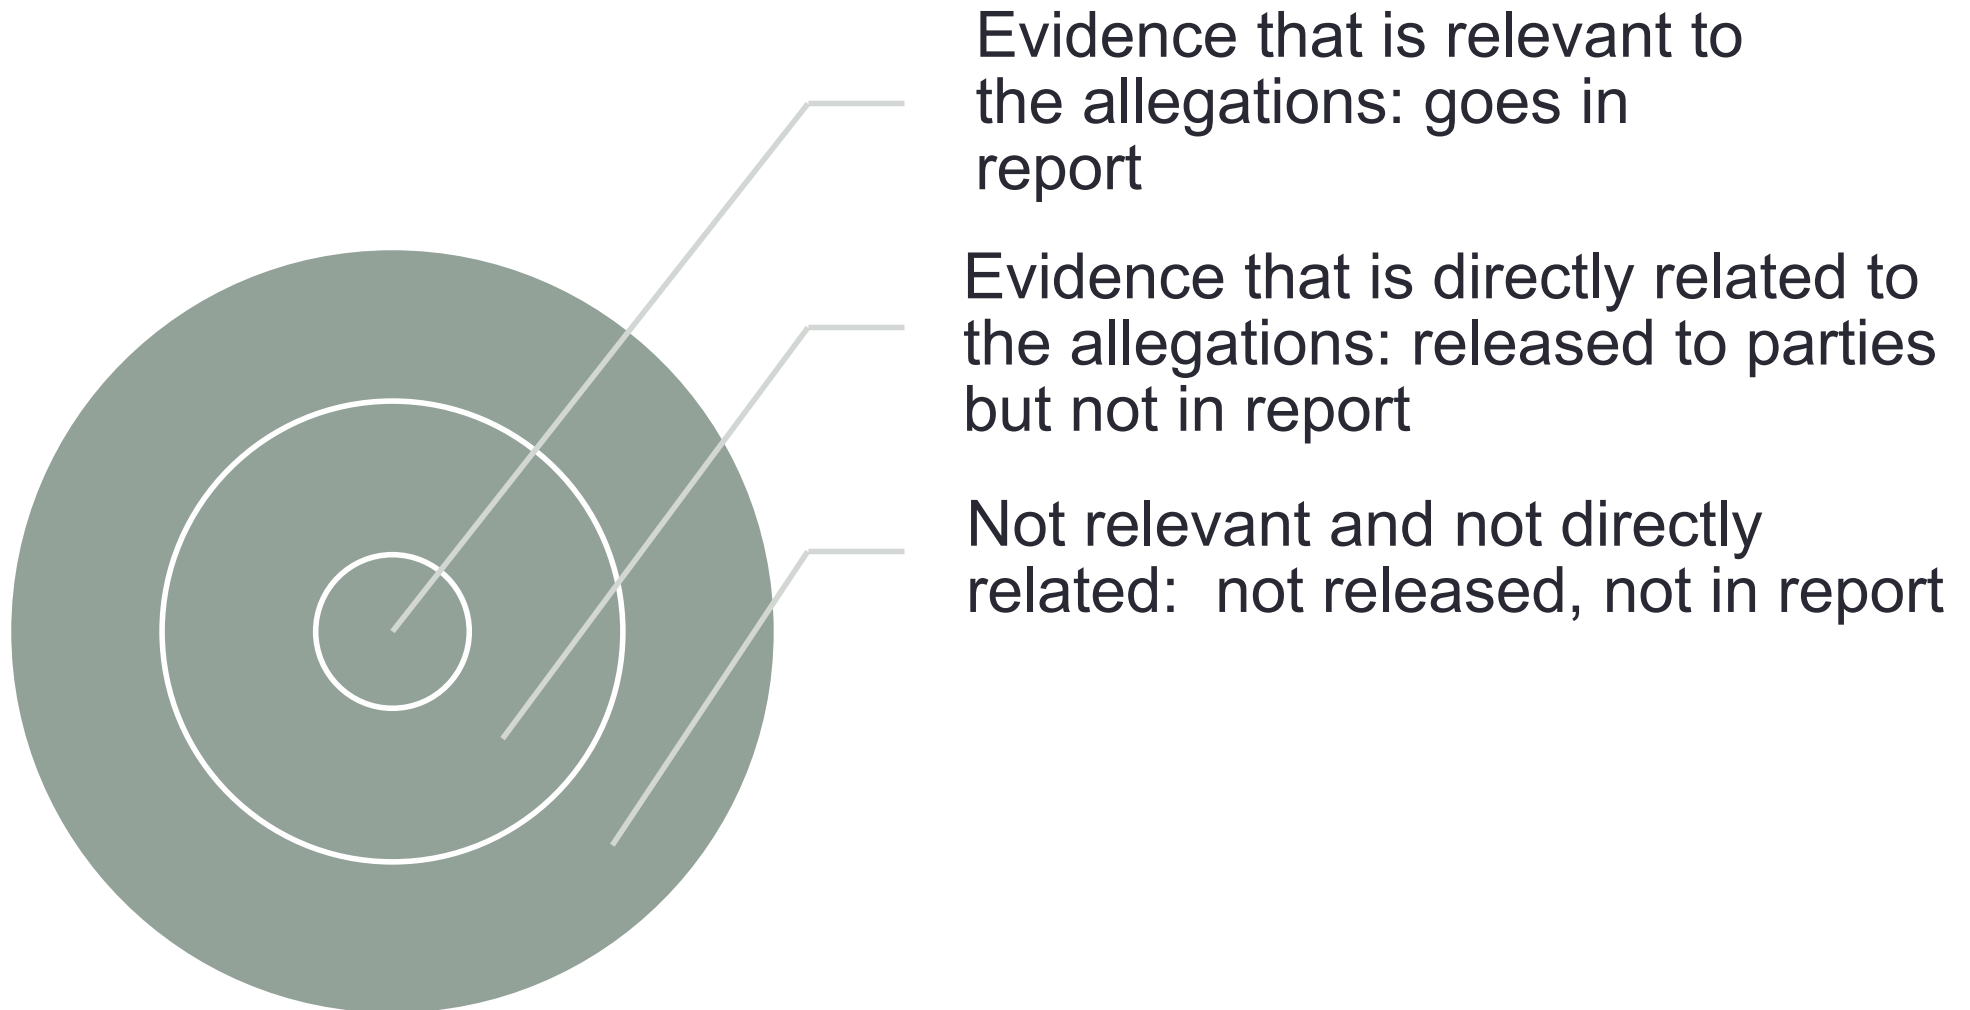 Evidence that is relevant to
the allegations: goes in
report
Evidence that is directly related to
the allegations: released to parties
but not in report
Not relevant and not directly
related:  not released, not in report